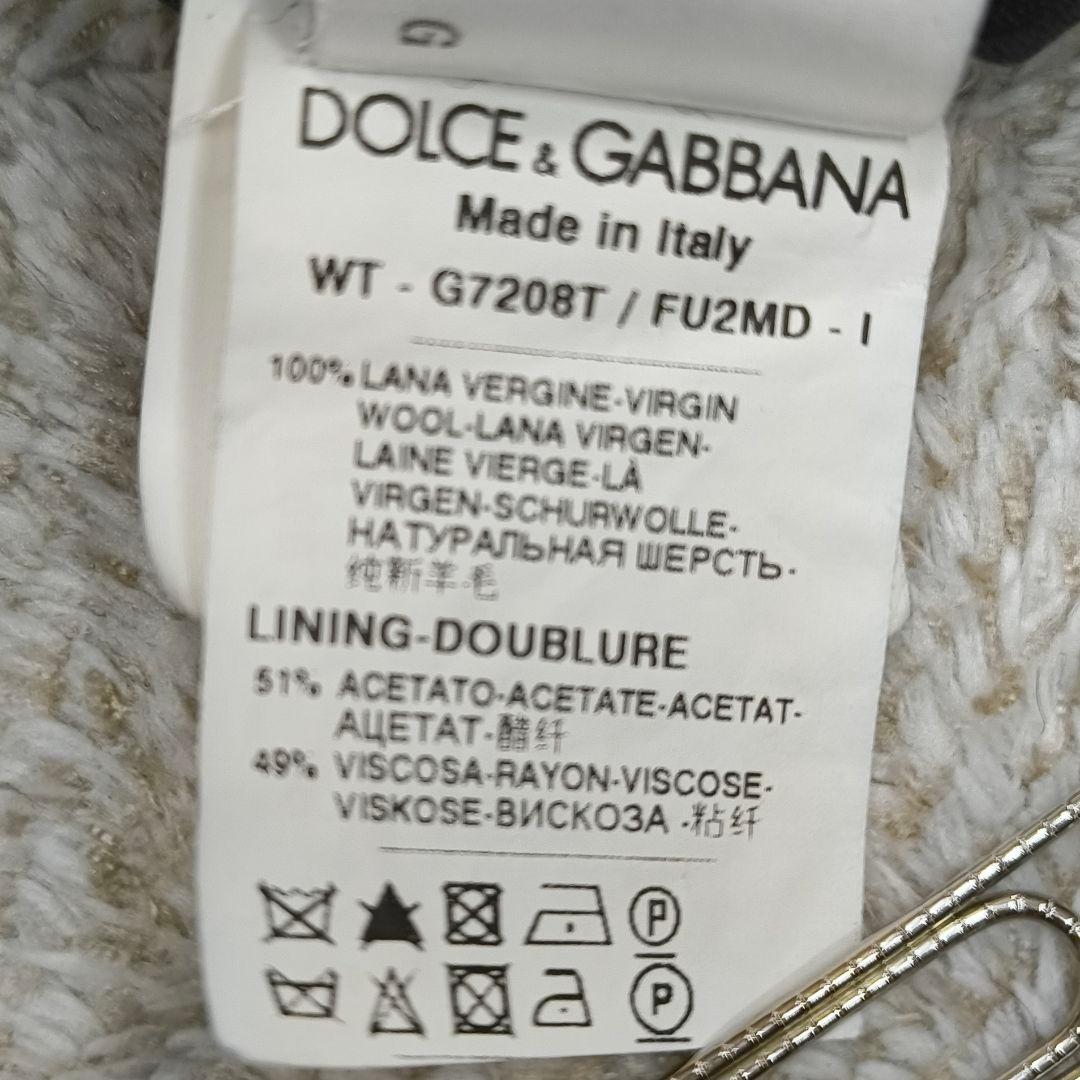 G
DOLCE & GABBANA
Made in Italy
WT - G7208T / FU2MD - I
100% LANA VERGINE-VIRGIN
WOOL-LANA VIRGEN-
LAINE VIERGE-LÀ
VIRGEN-SCHURWOLLE-
НАТУРАЛЬНАЯ ШЕРСТЬ-
纯新羊毛
LINING-DOUBLURE
51% ACETATO-ACETATE-ACETAT-
АЦЕТАТ-醋纤
49% VISCOSA-RAYON-VISCOSE-
VISKOSE-ВИСКОЗА -粘纤
P
P